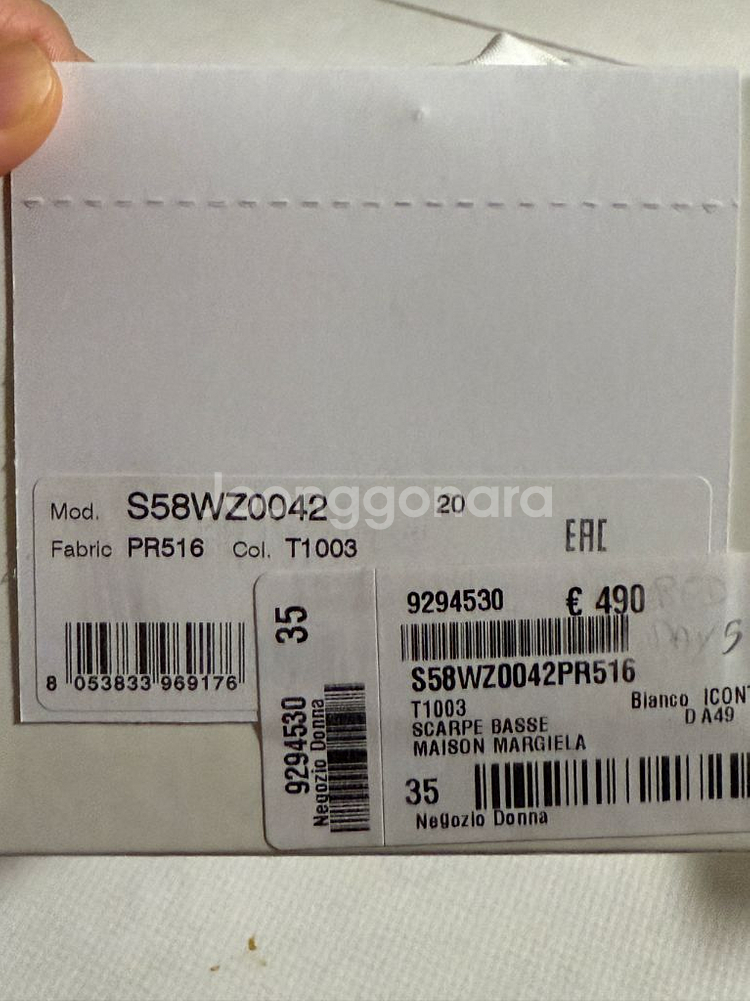 joonggonara
Mod. S58WZ0042 20
Fabric PR516 Col. T1003
EAC
8 053833 969176
35
9294530
Negozio Donna
9294530 € 490
S58WZ0042PR516
T1003 Bianco ICONT
SCARPE BASSE D A49
MAISON MARGIELA
35
Negozio Donna